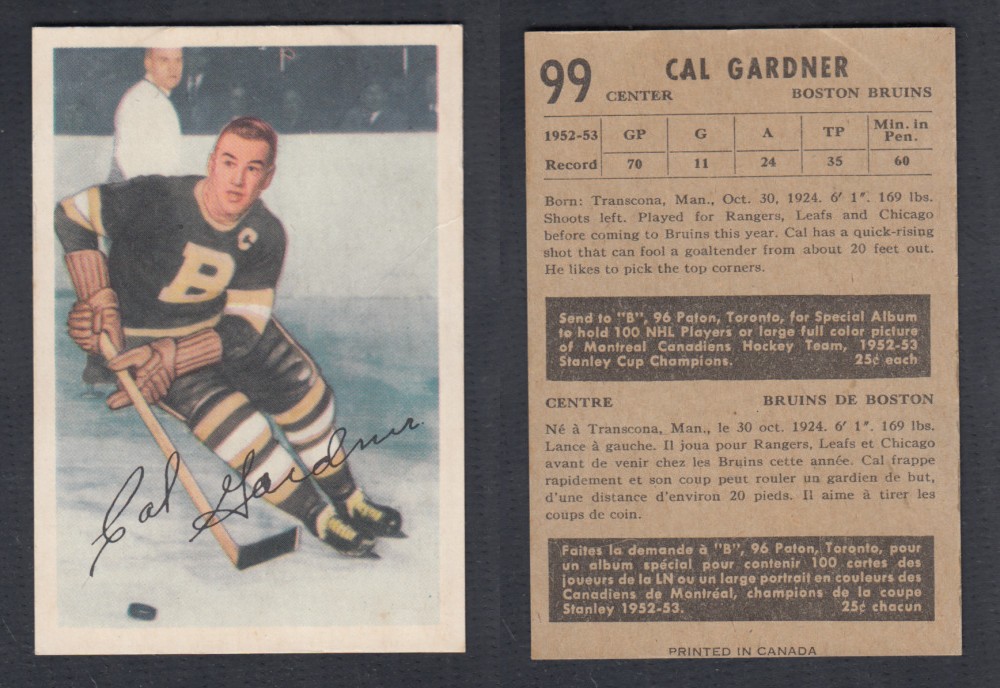 C
B
Cal Gardner
99 CAL GARDNER
CENTER BOSTON BRUINS
1952-53 GP G A TP Min. in Pen.
Record 70 11 24 35 60
Born: Transcona, Man., Oct. 30, 1924. 6' 1". 169 lbs.
Shoots left. Played for Rangers, Leafs and Chicago
before coming to Bruins this year. Cal has a quick-rising
shot that can fool a goaltender from about 20 feet out.
He likes to pick the top corners.
Send to "B", 96 Paton, Toronto, for Special Album
to hold 100 NHL Players or large full color picture
of Montreal Canadiens Hockey Team, 1952-53
Stanley Cup Champions. 25¢ each
CENTRE BRUINS DE BOSTON
Né à Transcona, Man., le 30 oct. 1924. 6' 1". 169 lbs.
Lance à gauche. Il joua pour Rangers, Leafs et Chicago
avant de venir chez les Bruins cette année. Cal frappe
rapidement et son coup peut rouler un gardien de but,
d'une distance d'environ 20 pieds. Il aime à tirer les
coups de coin.
Faites la demande à "B", 96 Paton, Toronto, pour
un album spécial pour contenir 100 cartes des
joueurs de la LN ou un large portrait en couleurs des
Canadiens de Montréal, champions de la coupe
Stanley 1952-53. 25¢ chacun
PRINTED IN CANADA